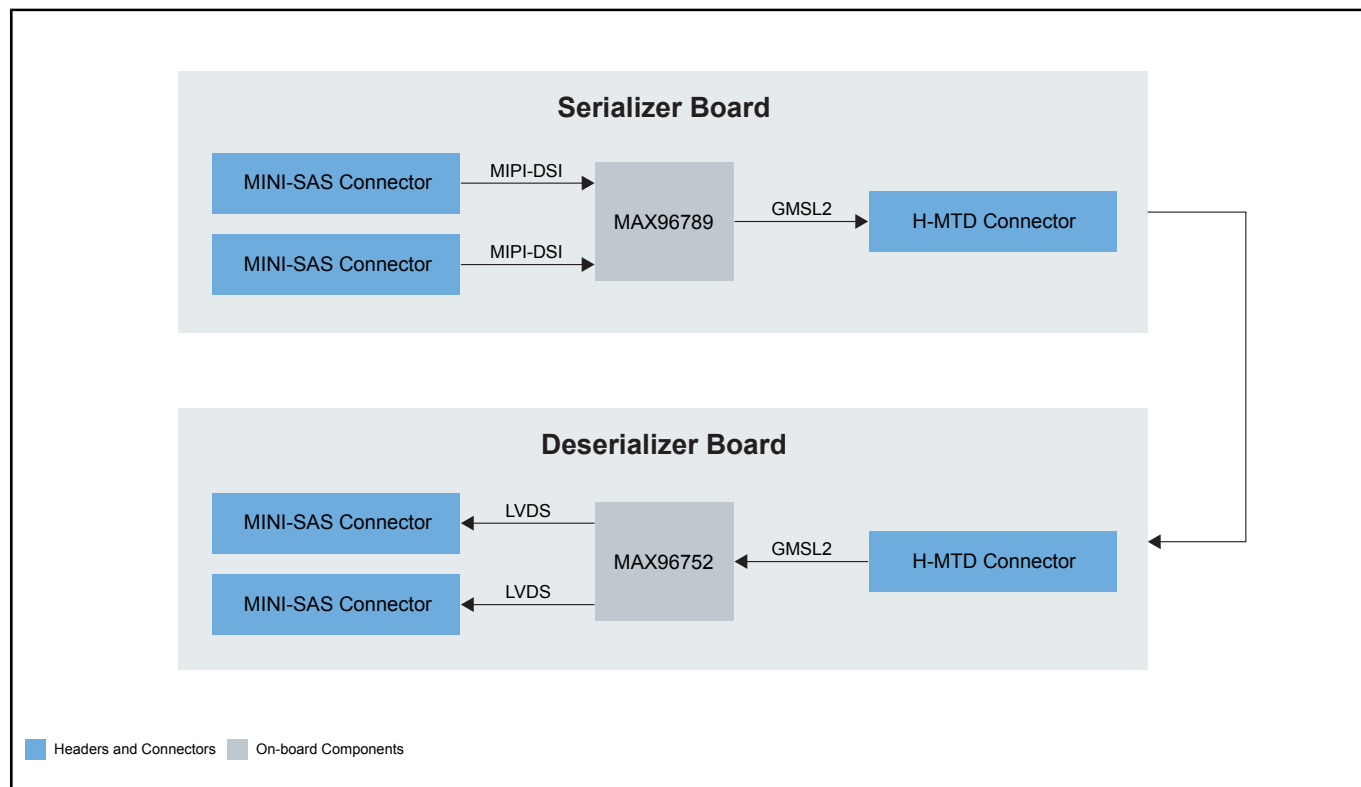 Serializer Board
MINI-SAS Connector
MIPI-DSI
MAX96789
GMSL2
H-MTD Connector
MINI-SAS Connector
MIPI-DSI
Deserializer Board
MINI-SAS Connector
LVDS
MAX96752
GMSL2
H-MTD Connector
MINI-SAS Connector
LVDS
Headers and Connectors
On-board Components